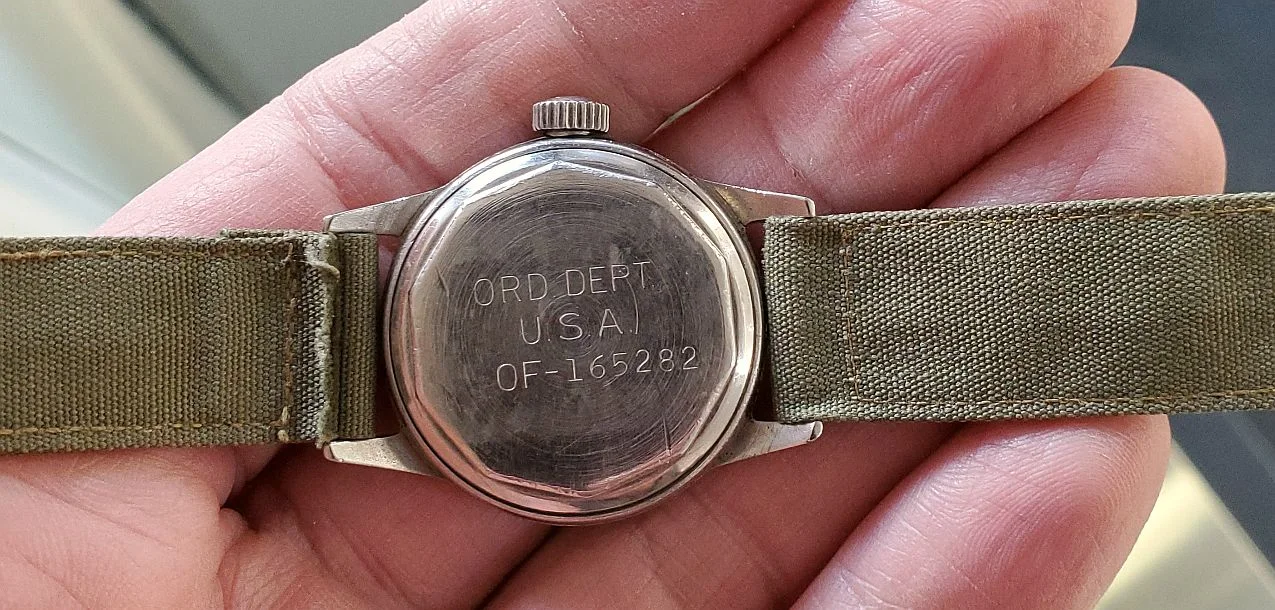 ORD DEPT.
U.S.A.
OF-165282